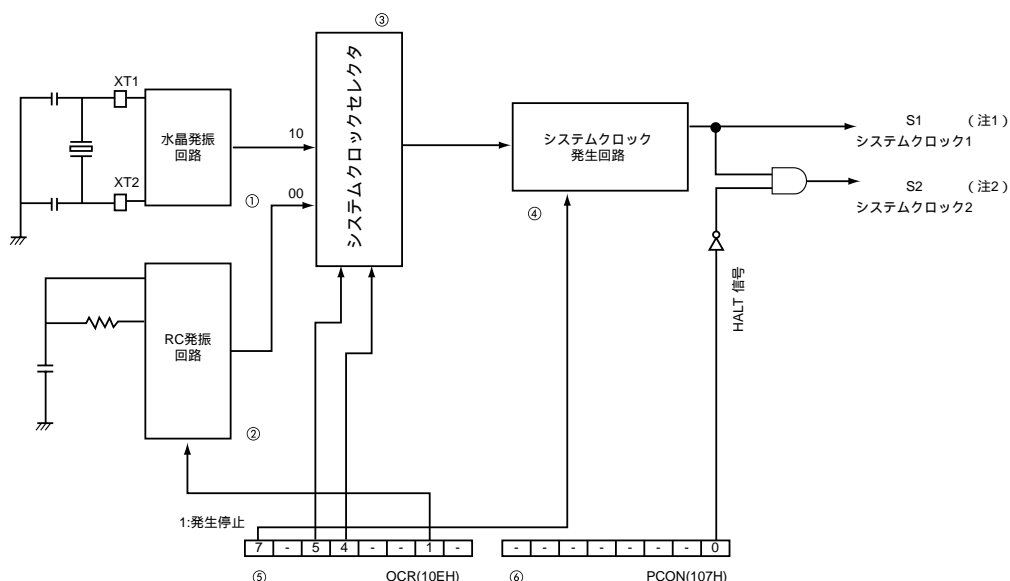 ③
XT1
水晶発振
回路
XT2
①
10
00
システムクロックセレクタ
システムクロック
発生回路
④
S1 （注1）
システムクロック1
S2 （注2）
システムクロック2
HALT 信号
RC発振
回路
②
1:発生停止
7 - 5 4 - - 1 -
- - - - - - - 0
⑤ OCR(10EH)
⑥ PCON(107H)